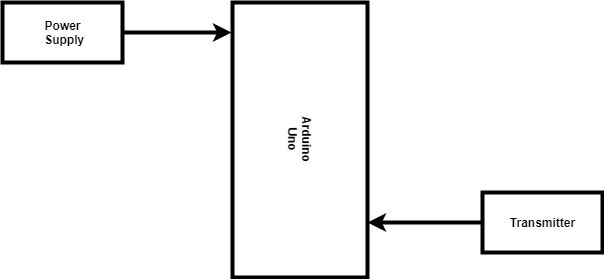 Power
Supply
Arduino
Uno
Transmitter